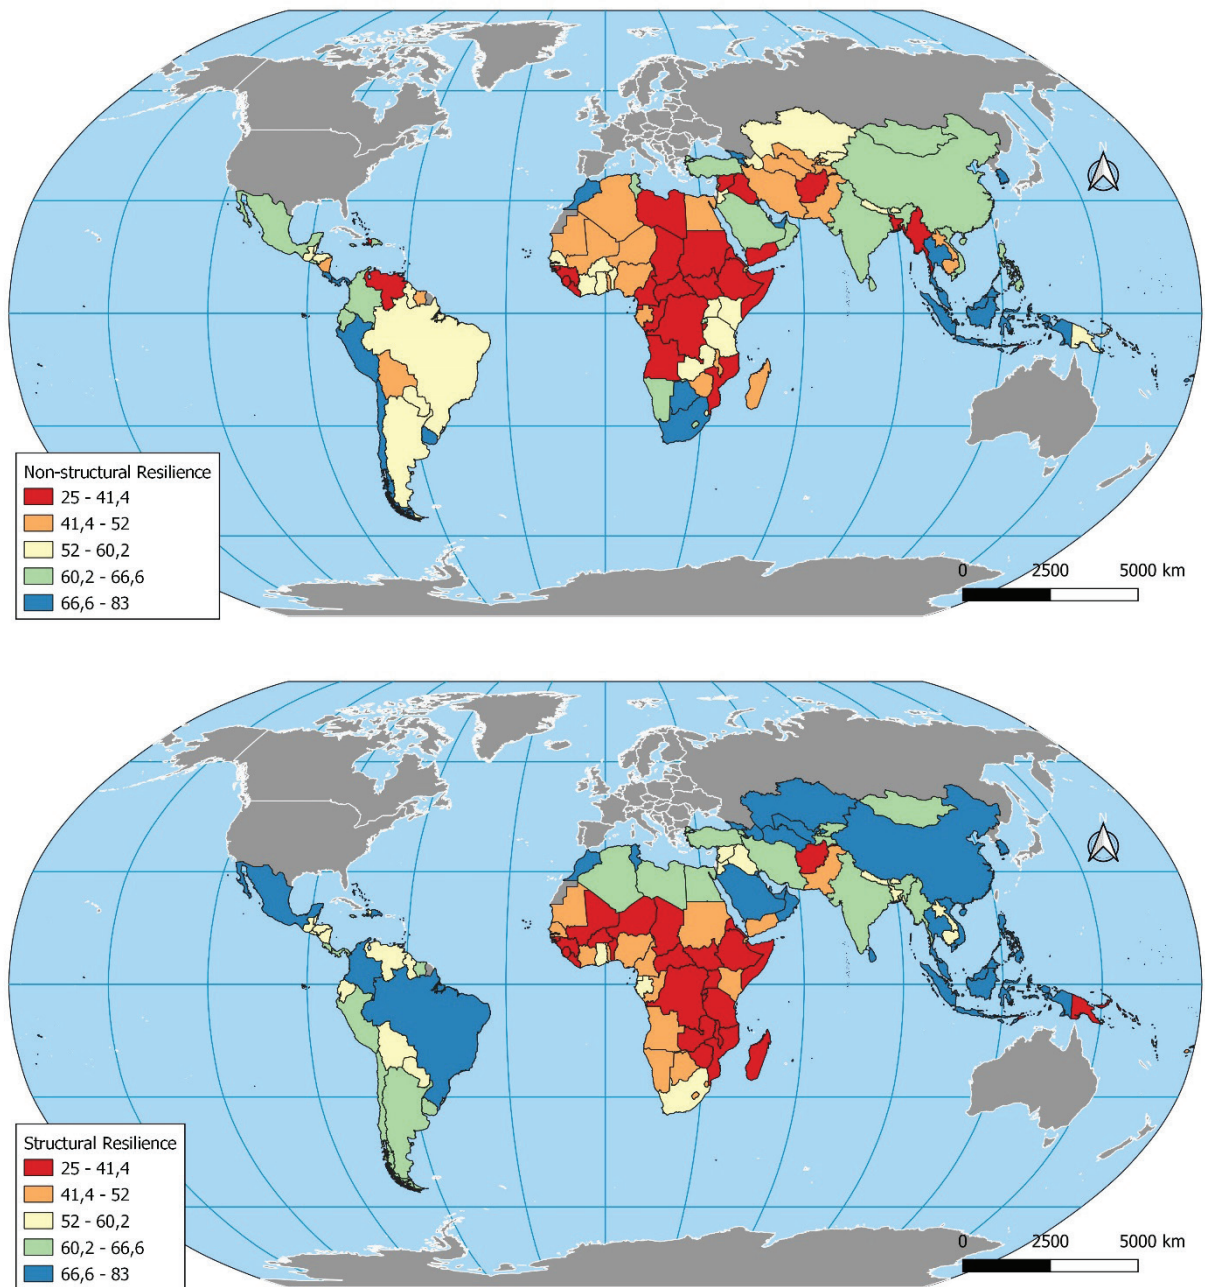 N
Non-structural Resilience
25 - 41,4
41,4 - 52
52 - 60,2
60,2 - 66,6
66,6 - 83
0 2500 5000 km
N
Structural Resilience
25 - 41,4
41,4 - 52
52 - 60,2
60,2 - 66,6
66,6 - 83
0 2500 5000 km